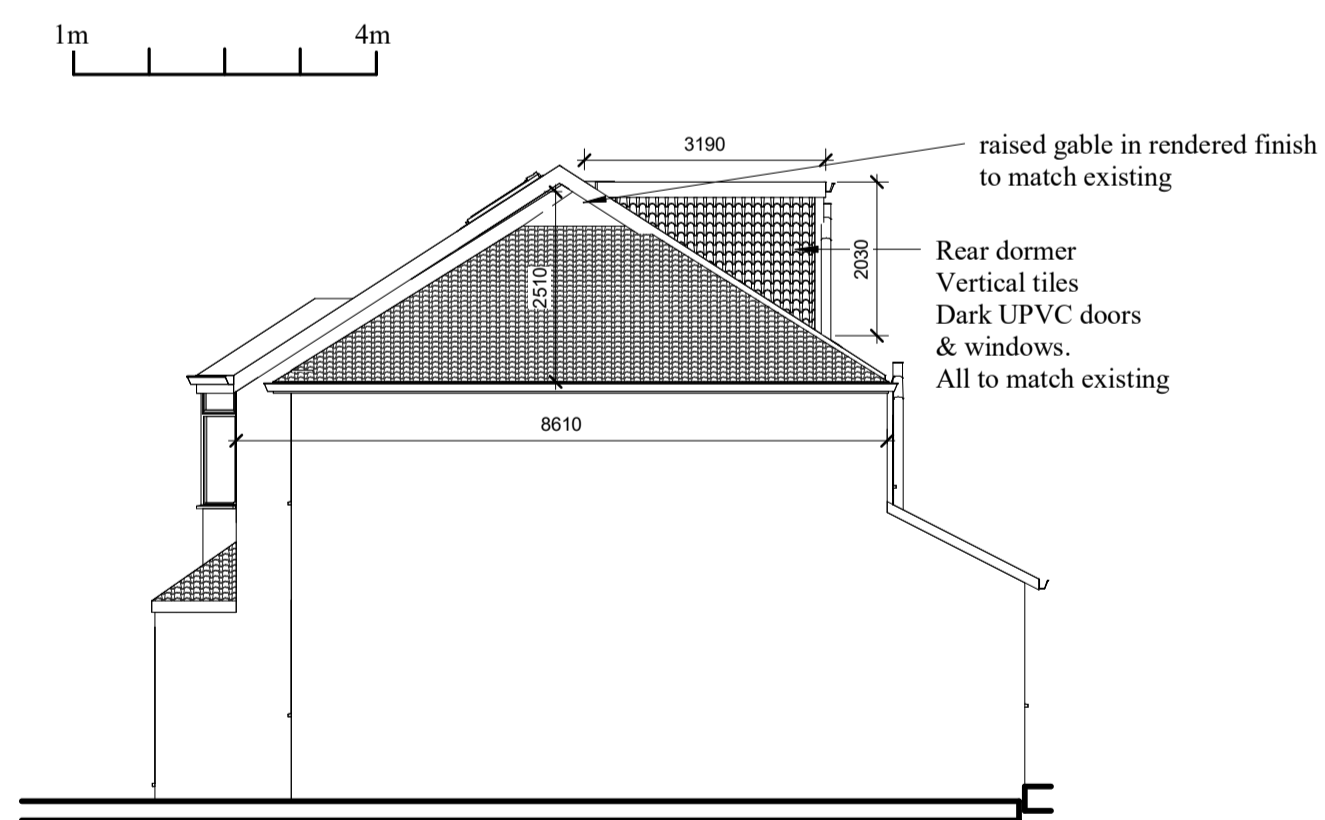 1m 4m
3190
raised gable in rendered finish
to match existing
2030
Rear dormer
Vertical tiles
Dark UPVC doors
& windows.
All to match existing
2510
8610